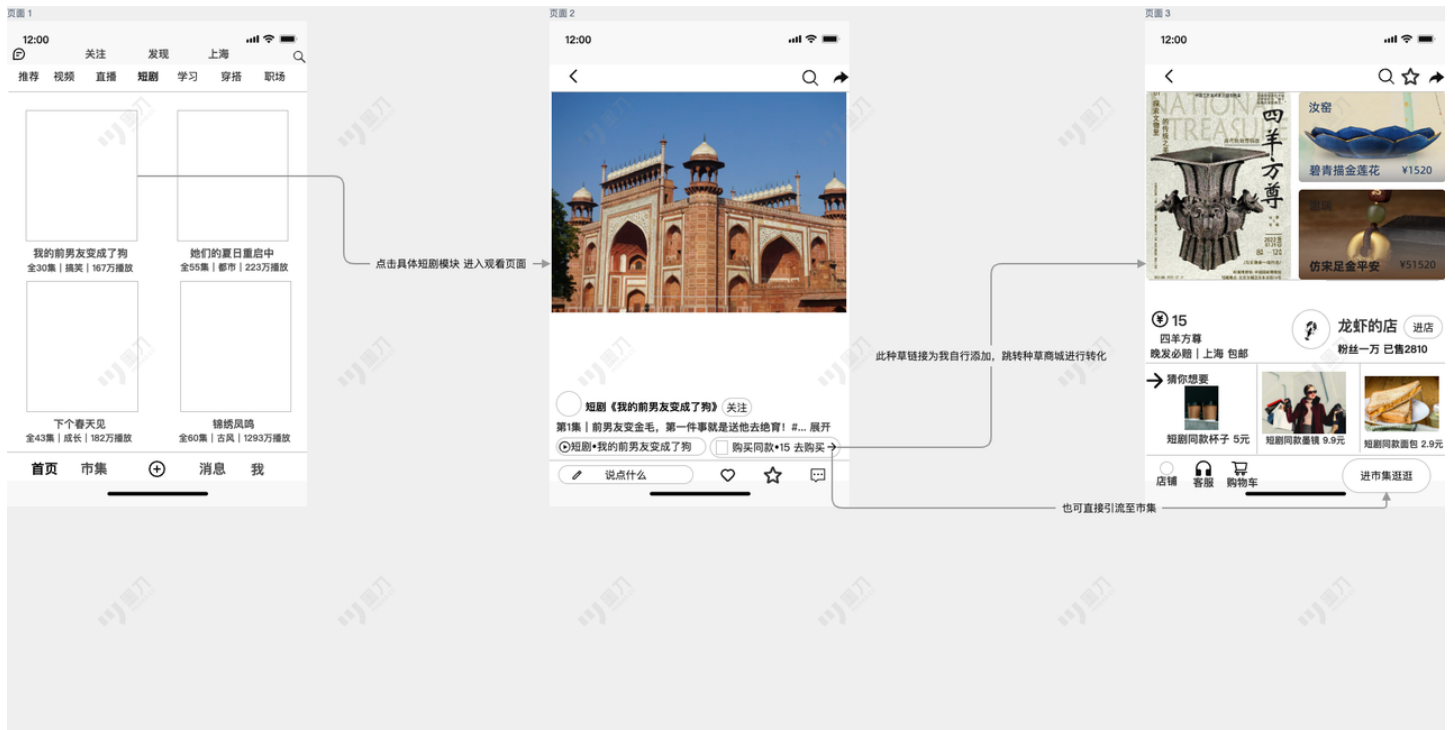 页面 1
12:00
关注 发现 上海
推荐 视频 直播 短剧 学习 穿搭 职场
我的前男友变成了狗
全30集｜搞笑｜167万播放
她们的夏日重启中
全55集｜都市｜223万播放
下个春天见
全43集｜成长｜182万播放
锦绣凤鸣
全60集｜古风｜1293万播放
首页 市集 消息 我
点击具体短剧模块 进入观看页面
页面 2
12:00
短剧《我的前男友变成了狗》 关注
第1集｜前男友变金毛，第一件事就是送他去绝育！#... 展开
短剧•我的前男友变成了狗
购买同款•15 去购买
说点什么
此种草链接为我自行添加，跳转种草商城进行转化
也可直接引流至市集
页面 3
12:00
NATIONAL
TREASURE
探索文物里
的传统之美
四羊方尊
汝窑
碧青描金莲花 ¥1520
仿宋足金平安 ¥51520
¥ 15
四羊方尊
晚发必赔｜上海 包邮
龙虾的店 进店
粉丝一万 已售2810
猜你想要
短剧同款杯子 5元
短剧同款墨镜 9.9元
短剧同款面包 2.9元
店铺 客服 购物车
进市集逛逛
墨刀